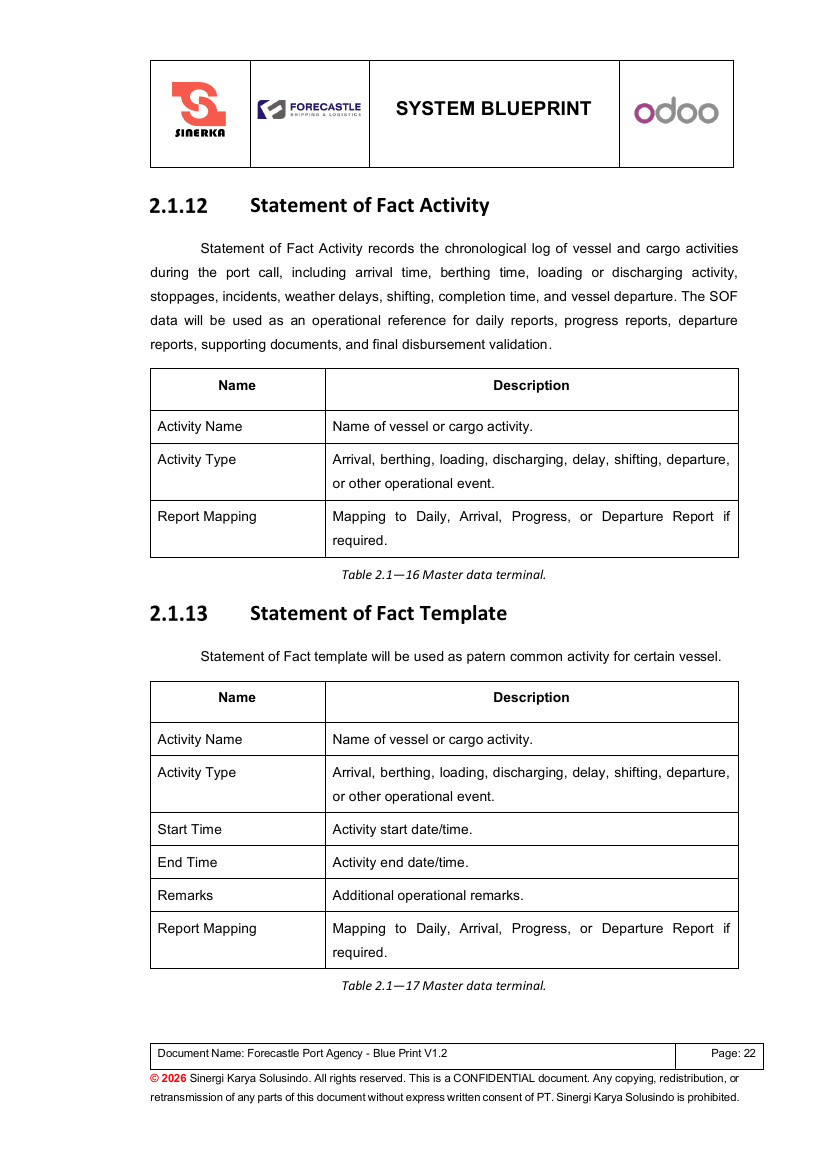 SINERKA
FORECASTLE
SHIPPING & LOGISTICS
SYSTEM BLUEPRINT
odoo
2.1.12 Statement of Fact Activity
Statement of Fact Activity records the chronological log of vessel and cargo activities
during the port call, including arrival time, berthing time, loading or discharging activity,
stoppages, incidents, weather delays, shifting, completion time, and vessel departure. The SOF
data will be used as an operational reference for daily reports, progress reports, departure
reports, supporting documents, and final disbursement validation.
Name Description
Activity Name Name of vessel or cargo activity.
Activity Type Arrival, berthing, loading, discharging, delay, shifting, departure,
or other operational event.
Report Mapping Mapping to Daily, Arrival, Progress, or Departure Report if
required.
Table 2.1—16 Master data terminal.
2.1.13 Statement of Fact Template
Statement of Fact template will be used as patern common activity for certain vessel.
Name Description
Activity Name Name of vessel or cargo activity.
Activity Type Arrival, berthing, loading, discharging, delay, shifting, departure,
or other operational event.
Start Time Activity start date/time.
End Time Activity end date/time.
Remarks Additional operational remarks.
Report Mapping Mapping to Daily, Arrival, Progress, or Departure Report if
required.
Table 2.1—17 Master data terminal.
Document Name: Forecastle Port Agency - Blue Print V1.2 Page: 22
© 2026 Sinergi Karya Solusindo. All rights reserved. This is a CONFIDENTIAL document. Any copying, redistribution, or
retransmission of any parts of this document without express written consent of PT. Sinergi Karya Solusindo is prohibited.